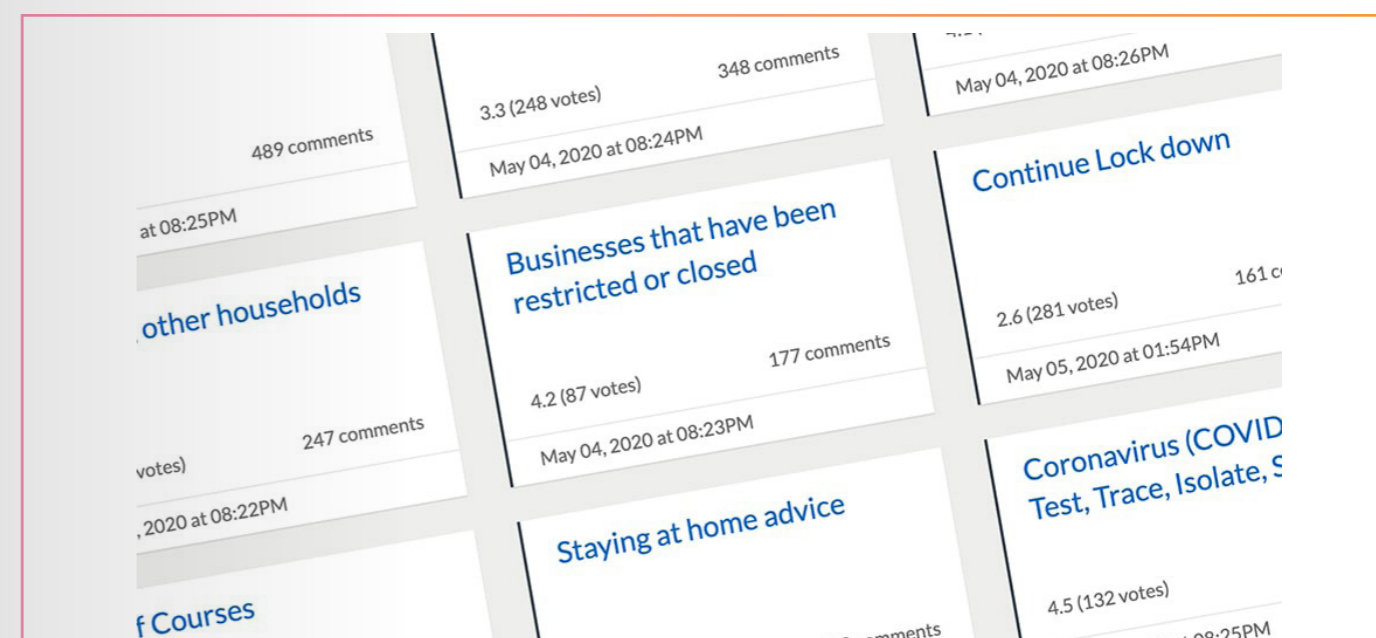 489 comments
at 08:25PM
other households
votes)
247 comments
, 2020 at 08:22PM
Courses
3.3 (248 votes)
348 comments
May 04, 2020 at 08:24PM
Businesses that have been
restricted or closed
4.2 (87 votes)
177 comments
May 04, 2020 at 08:23PM
Staying at home advice
May 04, 2020 at 08:26PM
Continue Lock down
2.6 (281 votes)
161
May 05, 2020 at 01:54PM
Coronavirus (COVID
Test, Trace, Isolate,
4.5 (132 votes)
08:25PM